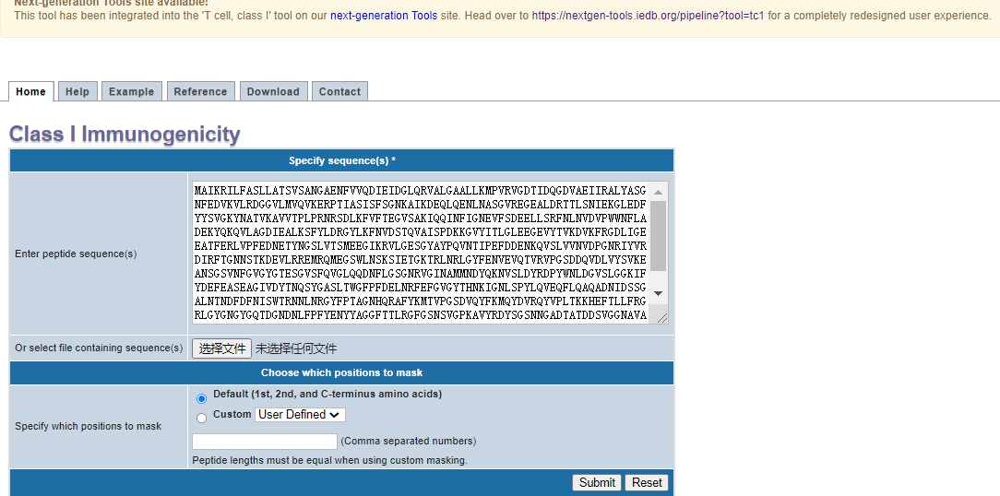 Next-generation Tools site available!
This tool has been integrated into the 'T cell, class I' tool on our next-generation Tools site. Head over to https://nextgen-tools.iedb.org/pipeline?tool=tc1 for a completely redesigned user experience.
Home Help Example Reference Download Contact
Class I Immunogenicity
Specify sequence(s) *
Enter peptide sequence(s)
MAIKRILFASLLATSVSANGAENFVVQDIEIDGLQRVALGAALLKMPVRVGDTIDQGDVAEIIRALYASG
NFEDVKVLRDGGVLMVQVKERPTIASISFSGNKAIKDEQLQENLNASGVREGEALDRTTLSNIEKGLEDF
YYSVGKYNATVKAVVTPLPRNRSDLKFVFTEGVSAKIQQINFIGNEVFSDEELLSRFNLNVDVPWWNFLA
DEKYQKQVLAGDIEALKSFYLDRGYLKFNVDSTQVAISPDKKGVYITLGLEEGEVYTVKDVKFRGDLIGE
EATFERLVPFEDNETYNGSLVTSMEEGIKRVLGESGYAYPQVNTIPEFDDENKQVSLVVNVDPGNRIYVR
DIRFTGNNSTKDEVLRREMRQMEGSWLNSKSIETGKTRLNRLGYFENVEVQTVRVPGSDDQVDLVYSVKE
ANSGSVNFGVGYGTESGVSFQVGLQQDNFLGSGNRVGINAMMNDYQKNVSLDYRDPYWNLDGVSLGGKIF
YDEFEASEAGIVDYTNQSYGASLTWGFPFDELNRFEFGVGYTHNKIGNLSPYLQVEQFLQAQADNIDSSG
ALNTNDFDFNISWTRNNLNRGYFPTAGNHQRAFYKMTVPGSDVQYFKMQYDVRQYVPLTKKHEFTLLFRG
RLGYGNGYGQTDGNDNLFPFYENYYAGGFTTLRGFGSNSVGPKAVYRDYSGSNNGADTATDDSVGGNAVA
Or select file containing sequence(s) 选择文件 未选择任何文件
Choose which positions to mask
Specify which positions to mask
Default (1st, 2nd, and C-terminus amino acids)
Custom User Defined
(Comma separated numbers)
Peptide lengths must be equal when using custom masking.
Submit Reset